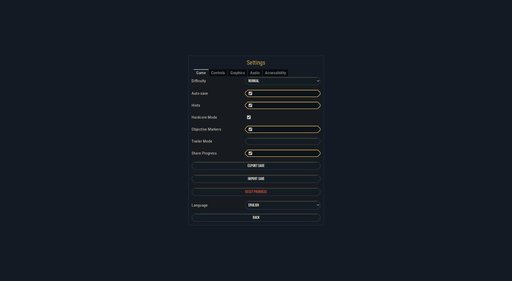 Settings
Game Controls Graphics Audio Accessibility
Difficulty NORMAL
Auto-save
Hints
Hardcore Mode
Objective Markers
Trailer Mode
Share Progress
EXPORT SAVE
IMPORT SAVE
RESET PROGRESS
Language ENGLISH
BACK